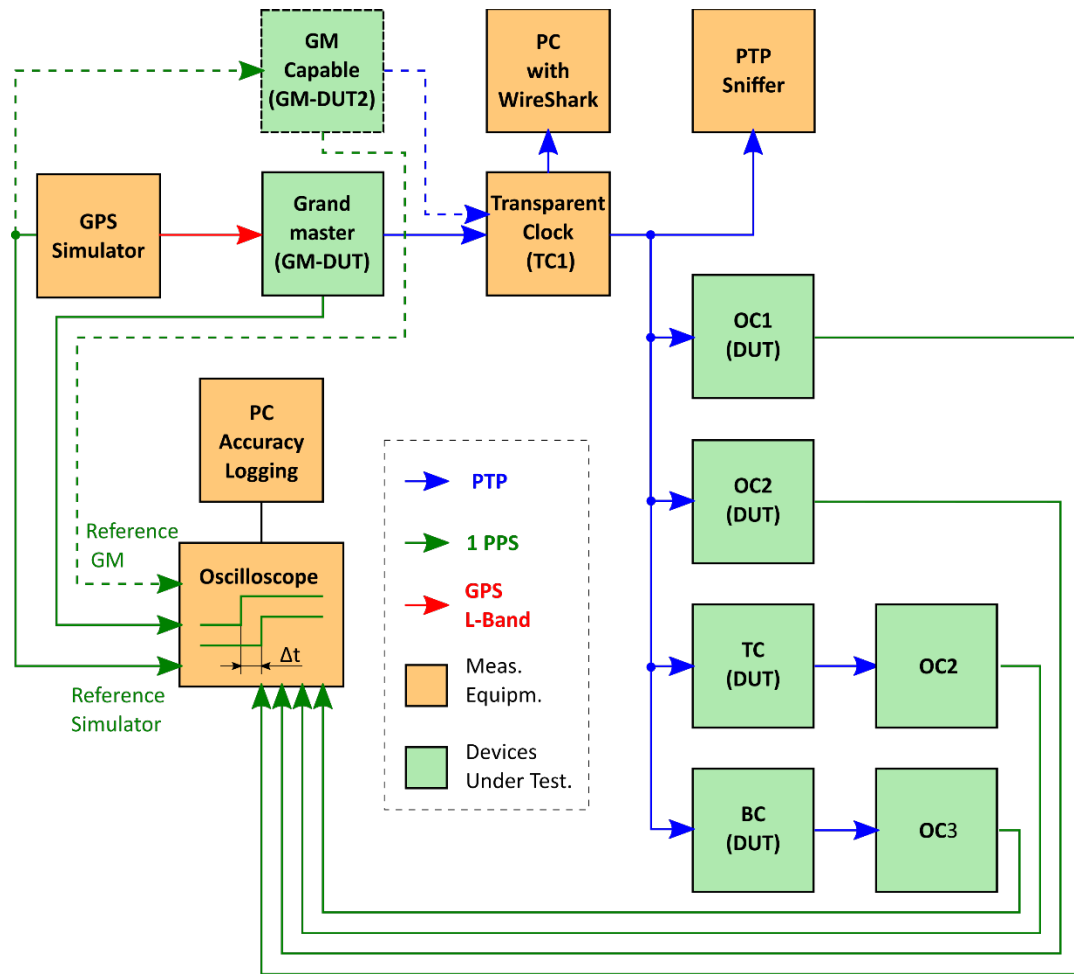 GM
Capable
(GM-DUT2)
PC
with
WireShark
PTP
Sniffer
GPS
Simulator
Grand
master
(GM-DUT)
Transparent
Clock
(TC1)
OC1
(DUT)
PC
Accuracy
Logging
OC2
(DUT)
Reference
GM
Oscilloscope
Δt
Reference
Simulator
PTP
1 PPS
GPS
L-Band
Meas.
Equipm.
Devices
Under Test.
TC
(DUT)
OC2
BC
(DUT)
OC3